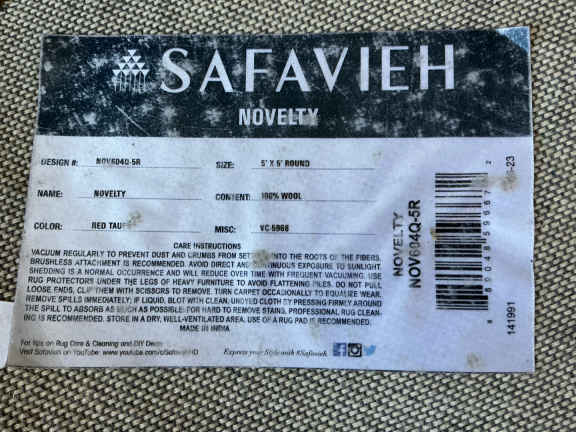 SAFAVIEH
NOVELTY
DESIGN #: NOV604Q-5R SIZE: 5' X 5' ROUND
NAME: NOVELTY CONTENT: 100% WOOL
COLOR: RED MISC: VC-5968
CARE INSTRUCTIONS
VACUUM REGULARLY TO PREVENT DUST AND CRUMBS FROM INTO THE ROOTS OF THE FIBERS.
BRUSHLESS ATTACHMENT IS RECOMMENDED. AVOID DIRECT AND CONTINUOUS EXPOSURE TO SUNLIGHT
SHEDDING IS A NORMAL OCCURRENCE AND WILL REDUCE OVER TIME WITH FREQUENT VACUUMING. USE
RUG PROTECTORS UNDER THE LEGS OF HEAVY FURNITURE TO AVOID FLATTENING PILES. DO NOT PULL
LOOSE ENDS, CLIP THEM WITH SCISSORS TO REMOVE. TURN CARPET OCCASIONALLY TO EQUALIZE WEAR.
REMOVE SPILLS IMMEDIATELY; IF LIQUID, BLOT WITH CLEAN, UNDYED CLOTH BY PRESSING FIRMLY AROUND
THE SPILL TO ABSORB AS MUCH AS POSSIBLE. FOR HARD TO REMOVE STAINS, PROFESSIONAL RUG CLEAN-
ING IS RECOMMENDED. STORE IN A DRY, WELL-VENTILATED AREA. USE OF A RUG PAD IS RECOMMENDED.
MADE IN INDIA
For tips on Rug Care & Cleaning and DIY
Visit Safavieh on YouTube: www.youtube.com/c/SafaviehHD
Express your Style with #Safavieh
NOVELTY
NOV604Q-5R
141991